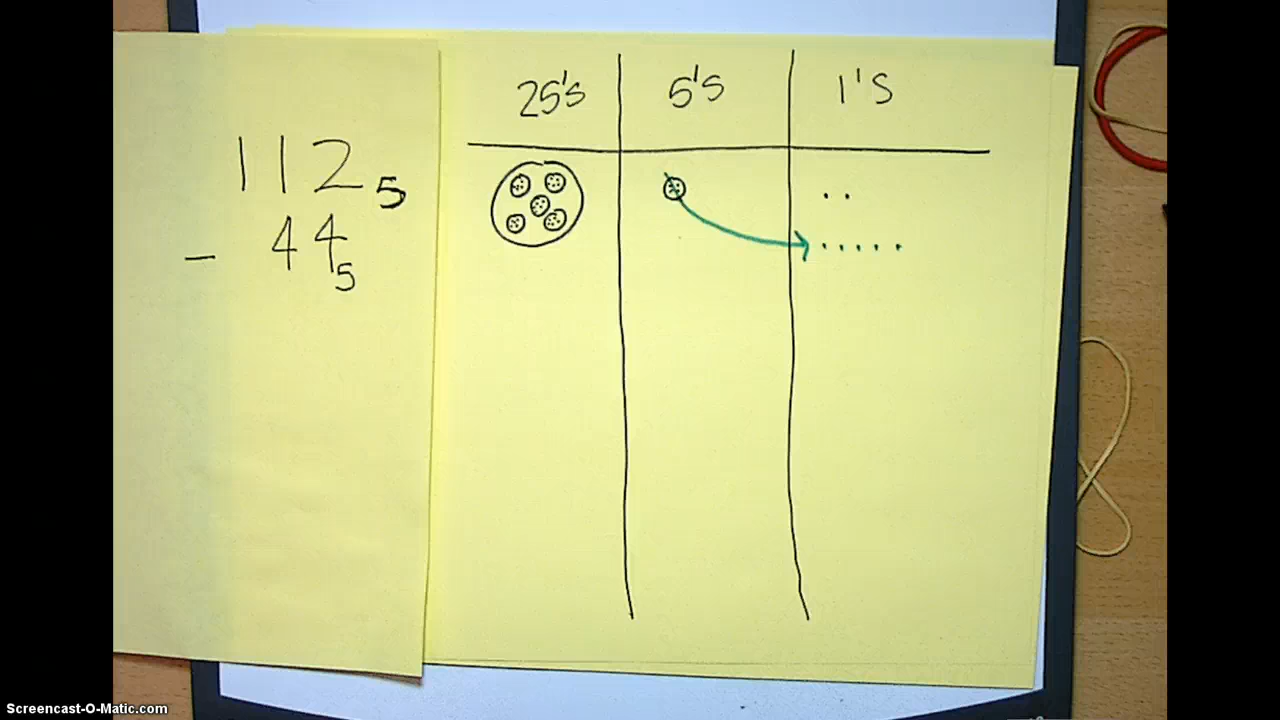 112₅
- 44₅
25's 5's 1's
Screencast-O-Matic.com